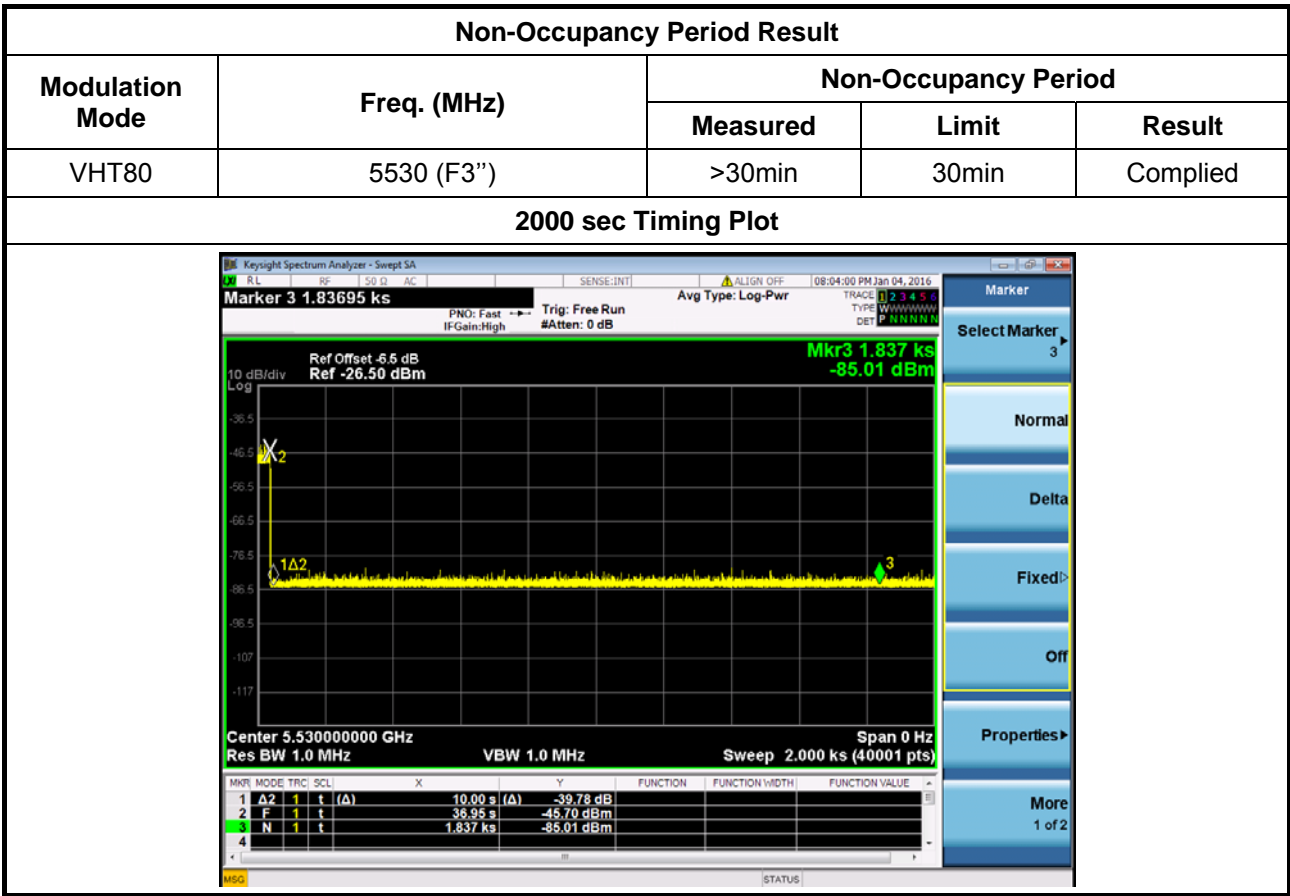 Non-Occupancy Period Result
Modulation Mode
Freq. (MHz)
Non-Occupancy Period
Measured
Limit
Result
VHT80
5530 (F3’’)
>30min
30min
Complied
2000 sec Timing Plot
Keysight Spectrum Analyzer - Swept SA
RL RF 50 Ω AC SENSE:INT ALIGN OFF 08:04:00 PM Jan 04, 2016
Marker 3 1.83695 ks
PNO: Fast
IFGain:High
Trig: Free Run
#Atten: 0 dB
Avg Type: Log-Pwr
TRACE 1 2 3 4 5 6
TYPE WWWWWW
DET P N N N N N
Marker
Select Marker
3
Normal
Delta
Fixed
Off
Properties
More
1 of 2
Mkr3 1.837 ks
-85.01 dBm
Ref Offset -6.5 dB
10 dB/div Ref -26.50 dBm
Log
-36.5
-46.5
-56.5
-66.5
-76.5
-86.5
-96.5
-107
-117
2
1Δ2
3
Center 5.530000000 GHz
Span 0 Hz
Res BW 1.0 MHz
VBW 1.0 MHz
Sweep 2.000 ks (40001 pts)
MKR MODE TRC SCL X Y FUNCTION FUNCTION WIDTH FUNCTION VALUE
1 Δ2 1 t (Δ) 10.00 s (Δ) -39.78 dB
2 F 1 t 36.95 s -45.70 dBm
3 N 1 t 1.837 ks -85.01 dBm
4
MSG
STATUS